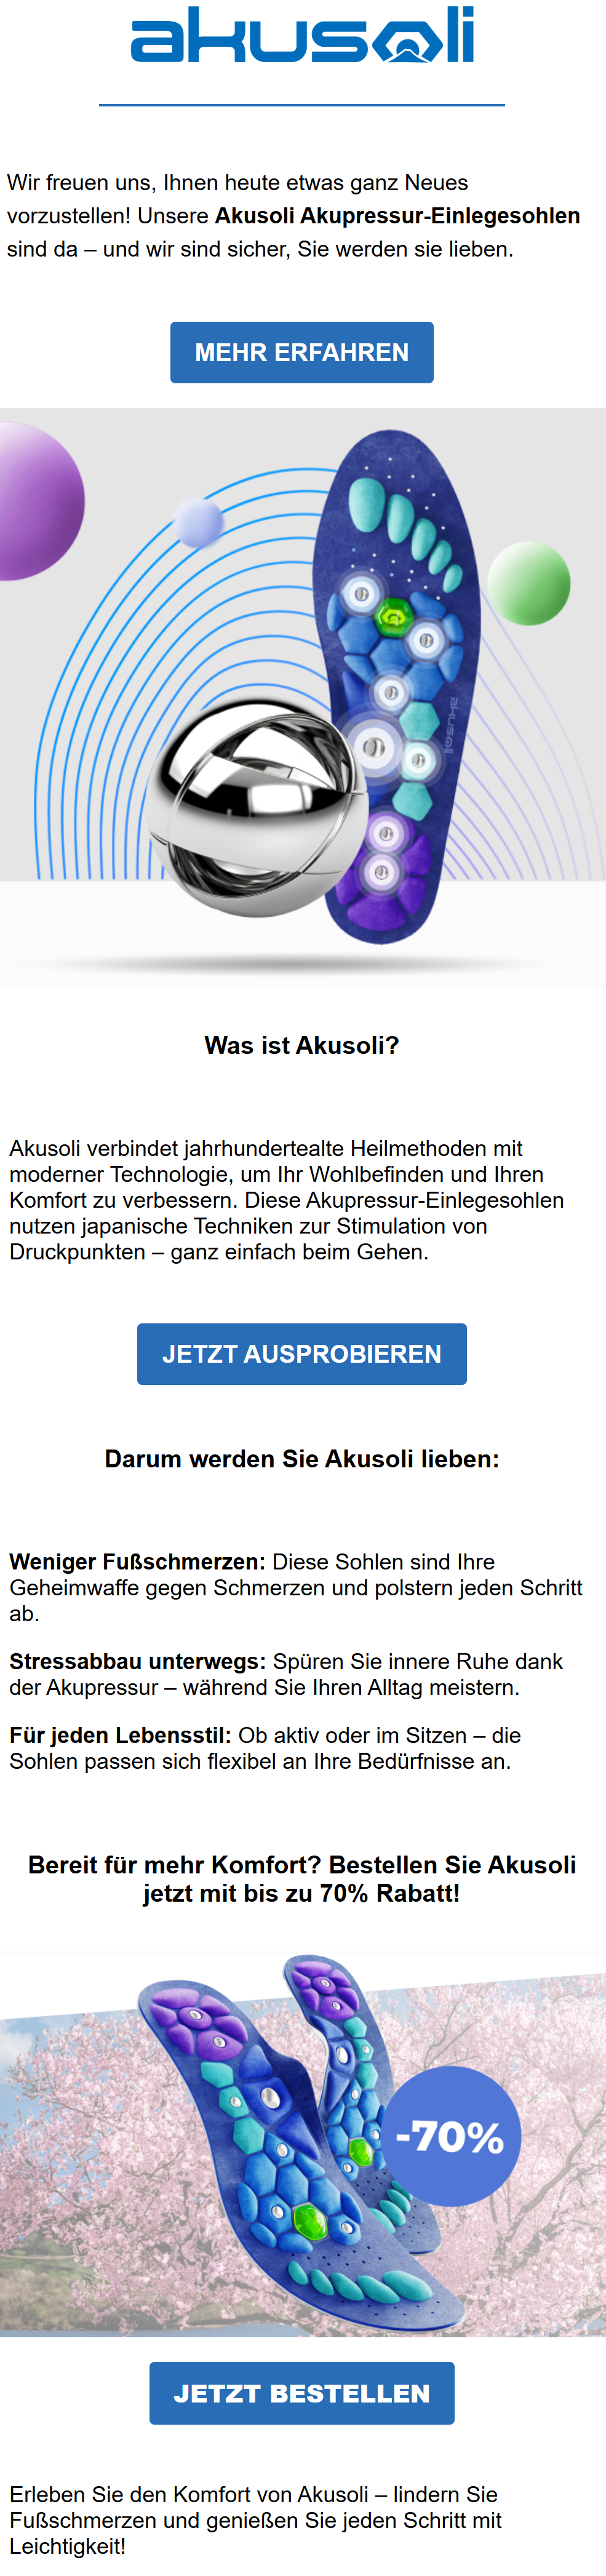 akusoli
Wir freuen uns, Ihnen heute etwas ganz Neues
vorzustellen! Unsere Akusoli Akupressur-Einlegesohlen
sind da – und wir sind sicher, Sie werden sie lieben.
MEHR ERFAHREN
akusoli
Was ist Akusoli?
Akusoli verbindet jahrhundertealte Heilmethoden mit
moderner Technologie, um Ihr Wohlbefinden und Ihren
Komfort zu verbessern. Diese Akupressur-Einlegesohlen
nutzen japanische Techniken zur Stimulation von
Druckpunkten – ganz einfach beim Gehen.
JETZT AUSPROBIEREN
Darum werden Sie Akusoli lieben:
Weniger Fußschmerzen: Diese Sohlen sind Ihre
Geheimwaffe gegen Schmerzen und polstern jeden Schritt
ab.
Stressabbau unterwegs: Spüren Sie innere Ruhe dank
der Akupressur – während Sie Ihren Alltag meistern.
Für jeden Lebensstil: Ob aktiv oder im Sitzen – die
Sohlen passen sich flexibel an Ihre Bedürfnisse an.
Bereit für mehr Komfort? Bestellen Sie Akusoli
jetzt mit bis zu 70% Rabatt!
-70%
JETZT BESTELLEN
Erleben Sie den Komfort von Akusoli – lindern Sie
Fußschmerzen und genießen Sie jeden Schritt mit
Leichtigkeit!